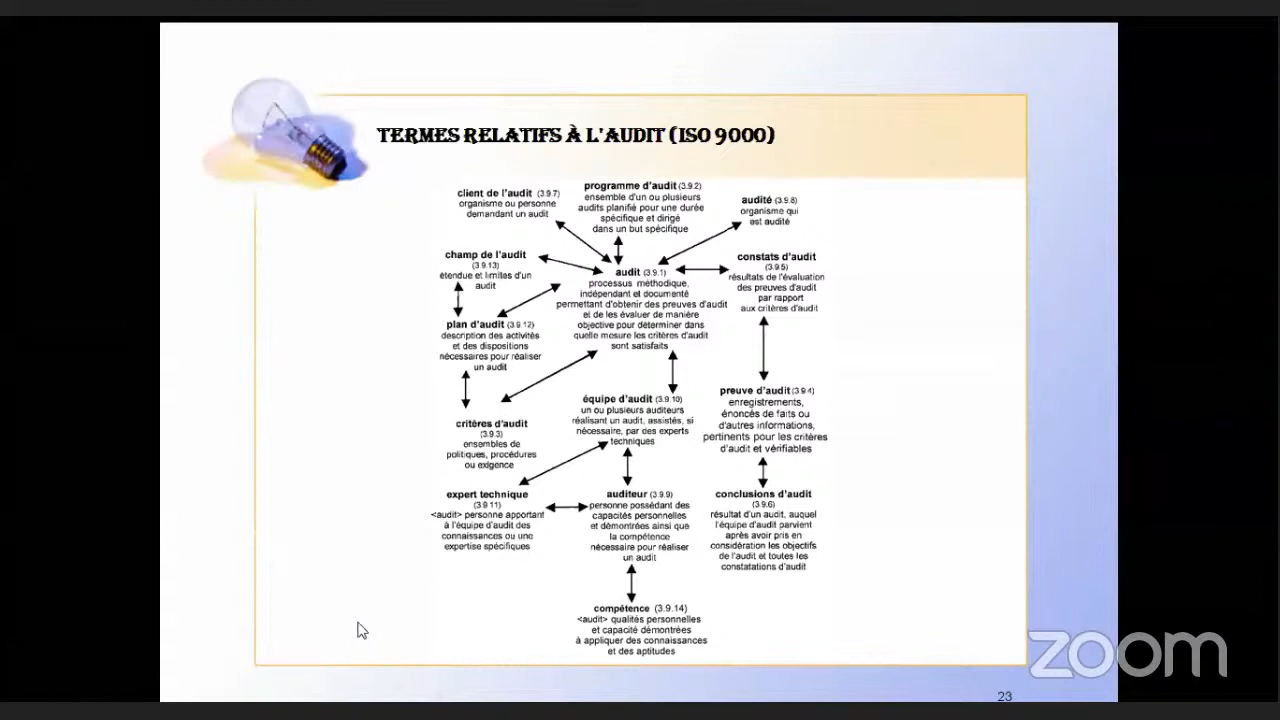 TERMES RELATIFS À L'AUDIT (ISO 9000)
client de l'audit (3.9.7)
organisme ou personne
demandant un audit
programme d'audit (3.9.2)
ensemble d'un ou plusieurs
audits planifié pour une durée
spécifique et dirigé
dans un but spécifique
audité (3.9.8)
organisme qui
est audité
champ de l'audit
(3.9.13)
étendue et limites d'un
audit
audit (3.9.1)
processus méthodique,
indépendant et documenté
permettant d'obtenir des preuves d'audit
et de les évaluer de manière
objective pour déterminer dans
quelle mesure les critères d'audit
sont satisfaits
constats d'audit
(3.9.5)
résultats de l'évaluation
des preuves d'audit
par rapport
aux critères d'audit
plan d'audit (3.9.12)
description des activités
et des dispositions
nécessaires pour réaliser
un audit
critères d'audit
(3.9.3)
ensembles de
politiques, procédures
ou exigence
équipe d'audit (3.9.10)
un ou plusieurs auditeurs
réalisant un audit, assistés, si
nécessaire, par des experts
techniques
preuve d'audit (3.9.4)
enregistrements,
énoncés de faits ou
d'autres informations,
pertinents pour les critères
d'audit et vérifiables
expert technique
(3.9.11)
<audit> personne apportant
à l'équipe d'audit des
connaissances ou une
expertise spécifiques
auditeur (3.9.9)
personne possédant des
capacités personnelles
et démontrées ainsi que
la compétence
nécessaire pour réaliser
un audit
conclusions d'audit
(3.9.6)
résultat d'un audit, auquel
l'équipe d'audit parvient
après avoir pris en
considération les objectifs
de l'audit et toutes les
constatations d'audit
compétence (3.9.14)
<audit> qualités personnelles
et capacité démontrées
à appliquer des connaissances
et des aptitudes
zoom
23